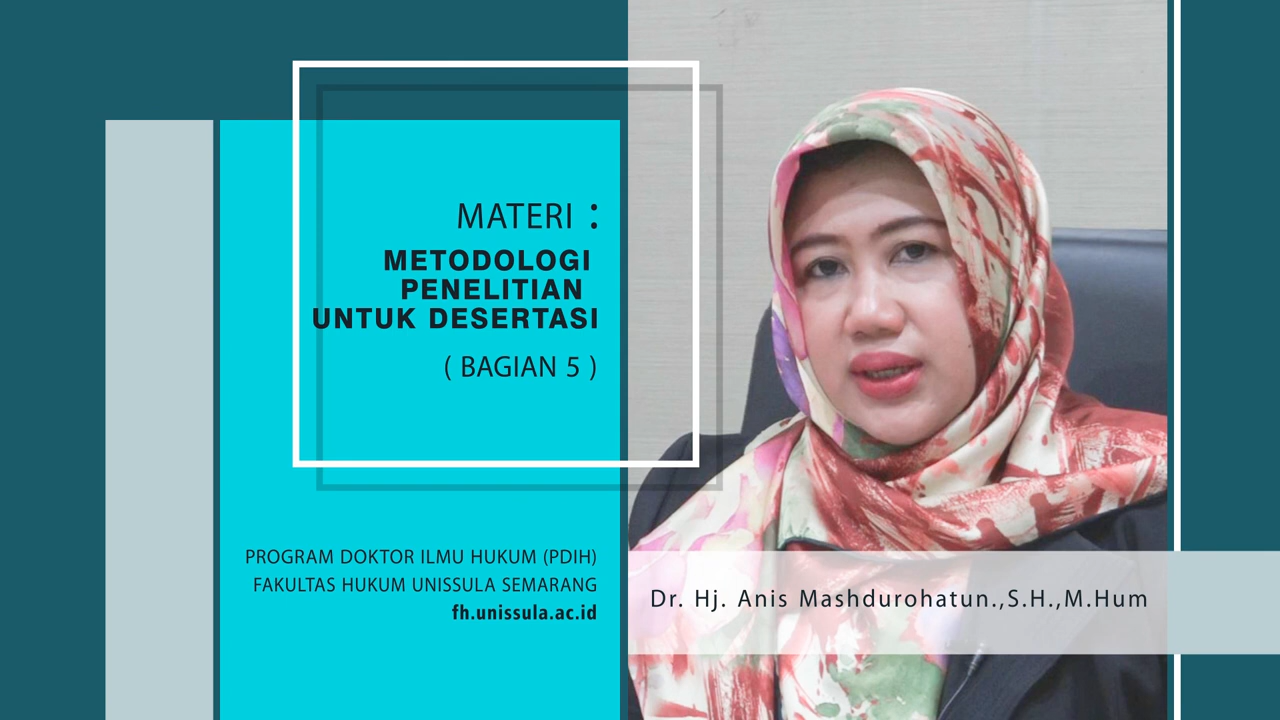 MATERI :
METODOLOGI
PENELITIAN
UNTUK DESERTASI
( BAGIAN 5 )
PROGRAM DOKTOR ILMU HUKUM (PDIH)
FAKULTAS HUKUM UNISSULA SEMARANG
fh.unissula.ac.id
Dr. Hj. Anis Mashdurohatun.,S.H.,M.Hum